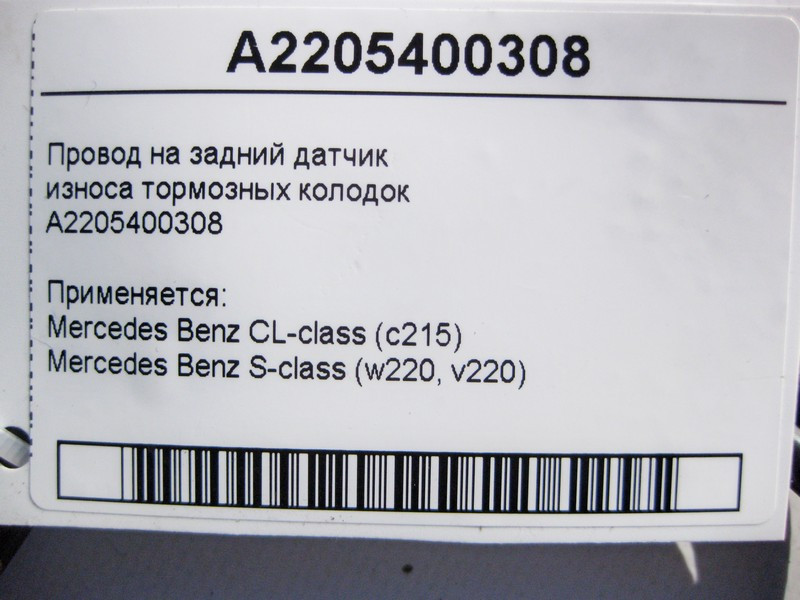 A2205400308
Провод на задний датчик
износа тормозных колодок
A2205400308
Применяется:
Mercedes Benz CL-class (c215)
Mercedes Benz S-class (w220, v220)